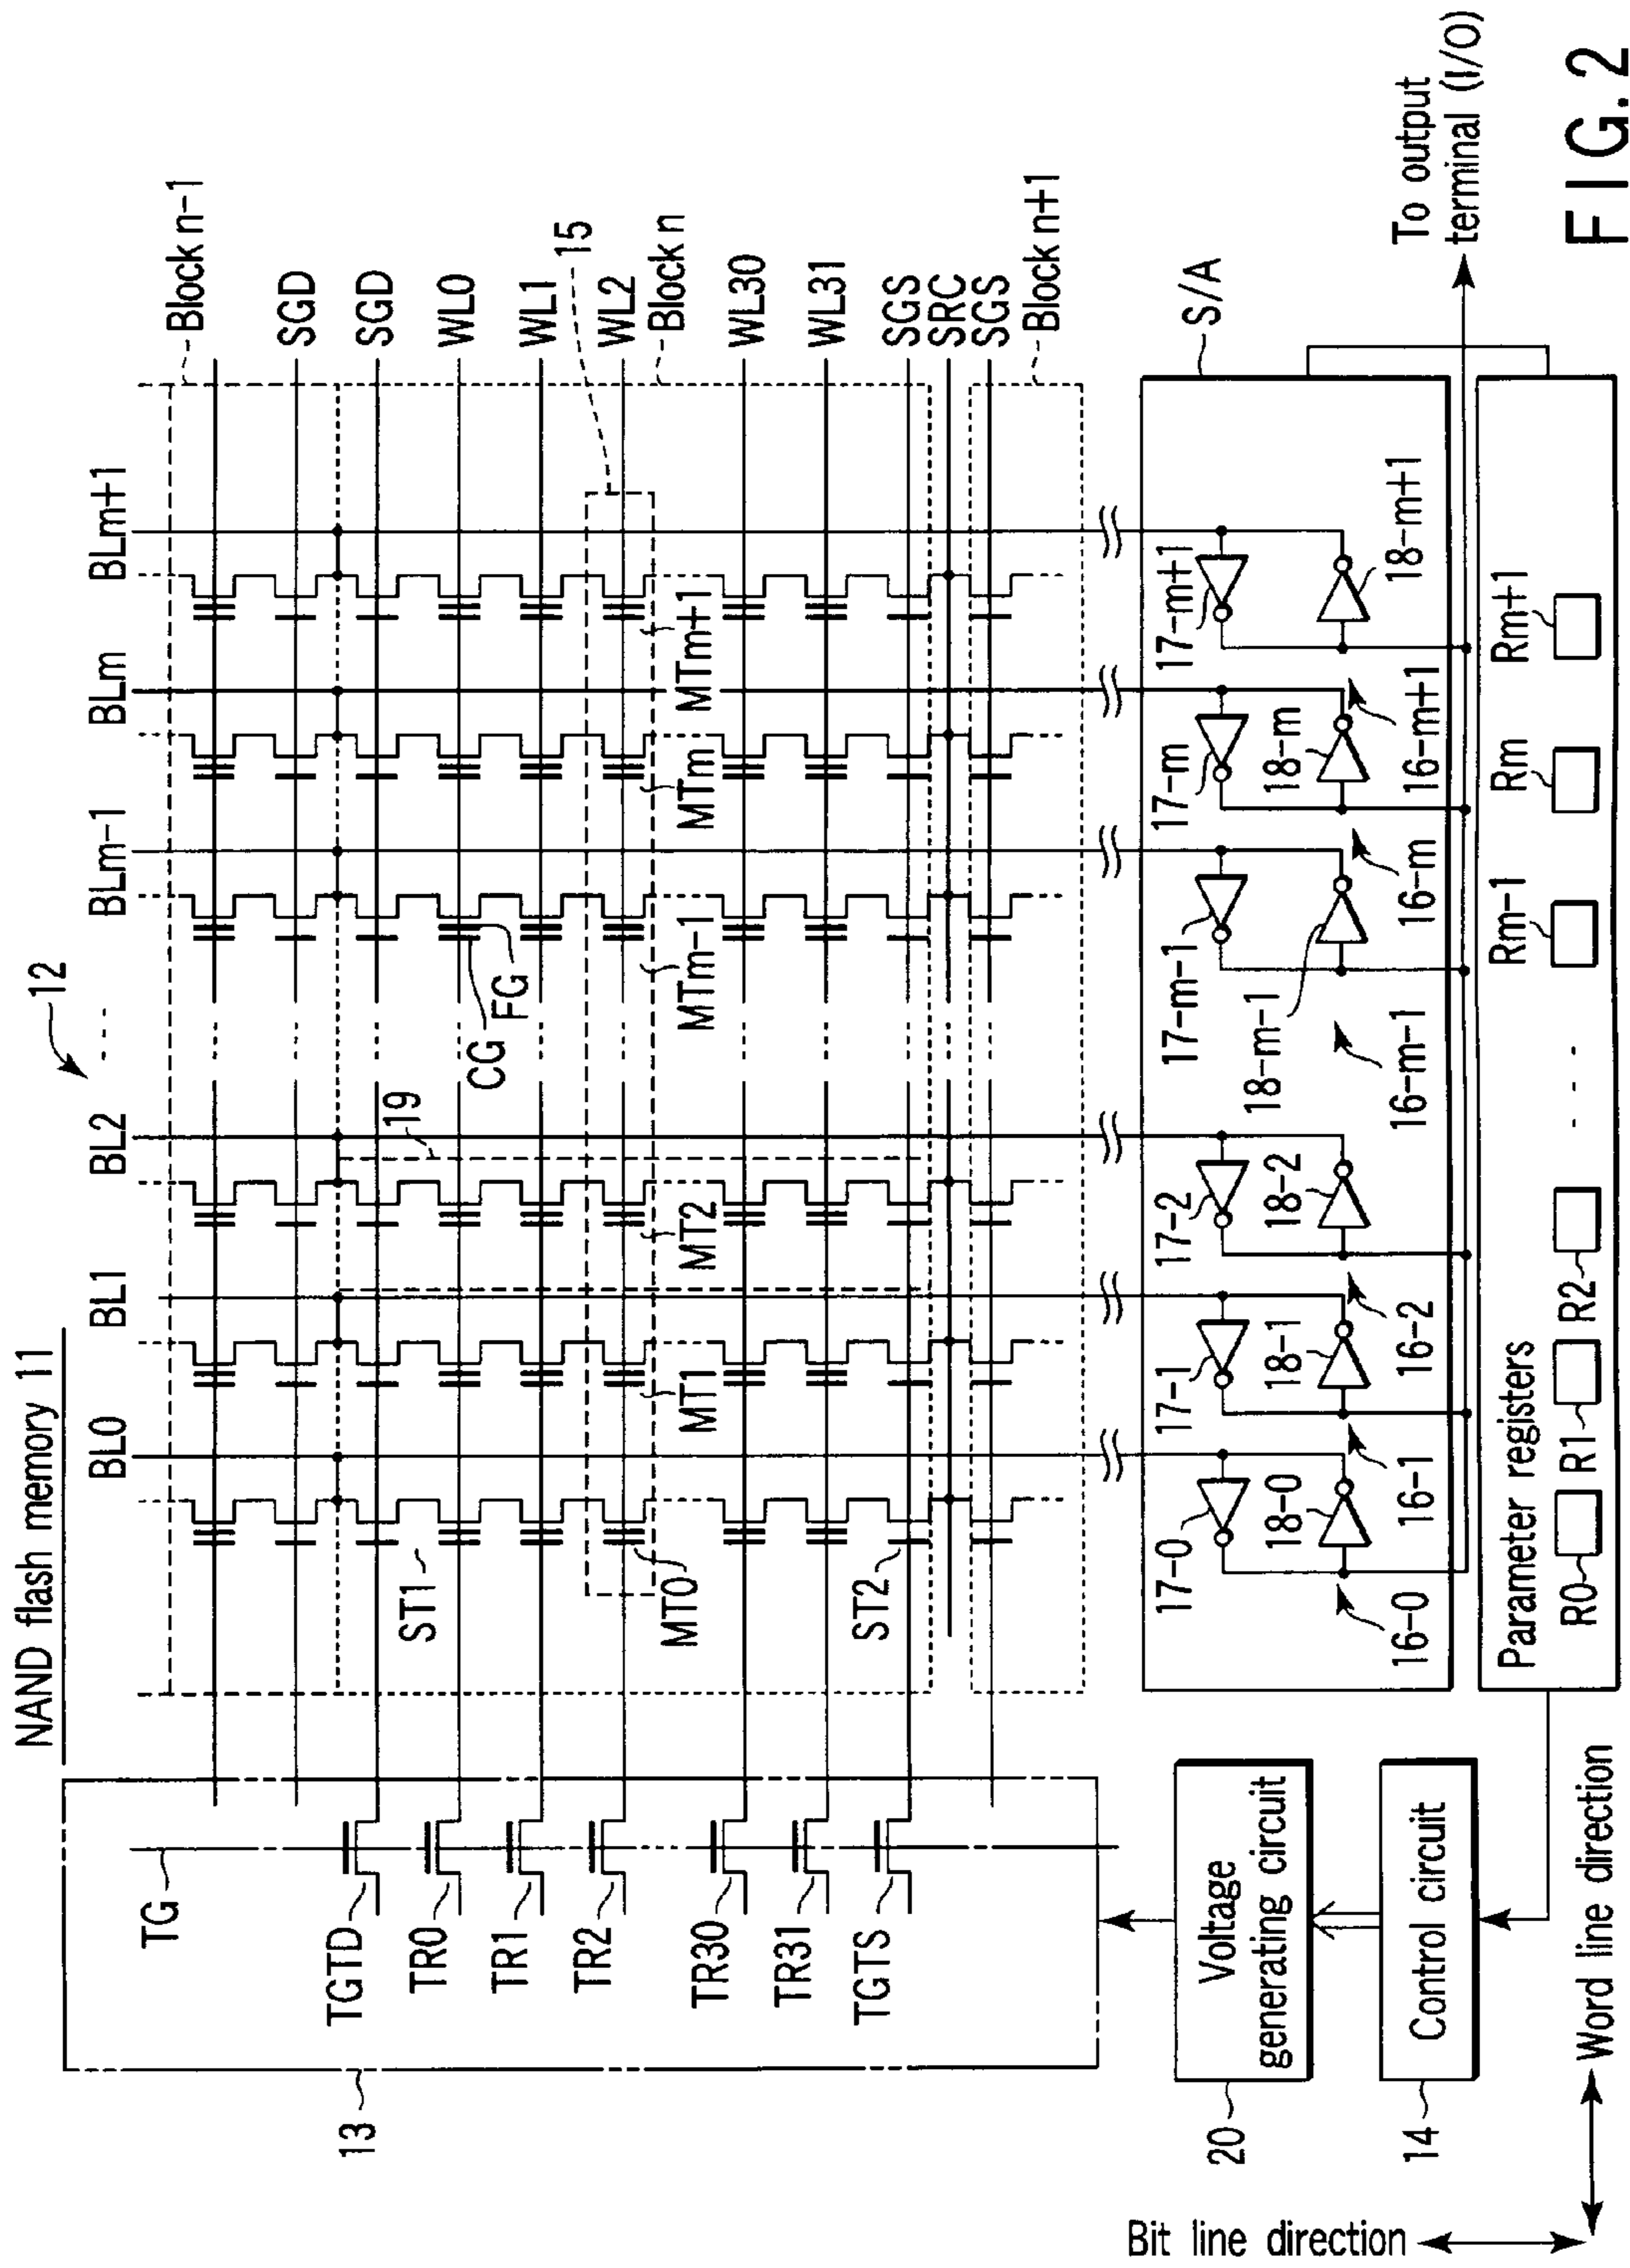 NAND flash memory 11
12
BL0
BL1
BL2
- - - -
BLm-1
BLm
BLm+1
Block n-1
SGD
SGD
WL0
WL1
15
WL2
Block n
WL30
WL31
SGS
SRC
SGS
Block n+1
TG
TGTD
TR0
TR1
TR2
TR30
TR31
TGTS
13
ST1
MT0
ST2
MT1
MT2
19
CG
FG
MTm-1
MTm
MTm+1
S/A
17-0
18-0
16-0
17-1
18-1
16-1
17-2
18-2
16-2
17-m-1
18-m-1
16-m-1
17-m
18-m
16-m
17-m+1
18-m+1
16-m+1
To output
terminal (I/O)
Voltage
generating circuit
20
Control circuit
14
Parameter registers
R0
R1
R2
- - - -
Rm-1
Rm
Rm+1
Bit line direction
Word line direction
FIG. 2